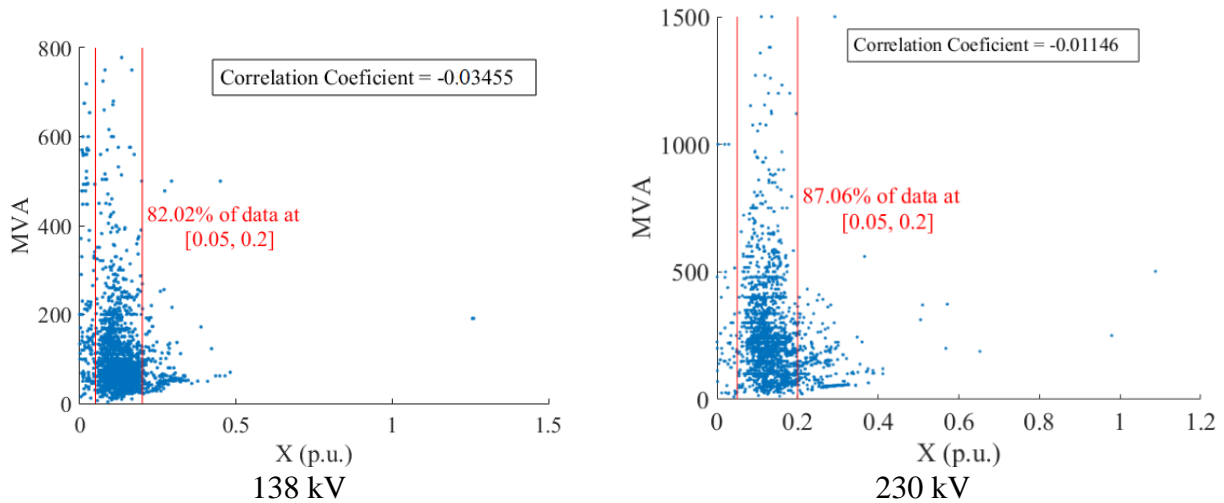 800
600
400
200
0
MVA
Correlation Coeficient = -0.03455
82.02% of data at
[0.05, 0.2]
0 0.5 1 1.5
X (p.u.)
138 kV
1500
1000
500
0
MVA
Correlation Coefficient = -0.01146
87.06% of data at
[0.05, 0.2]
0 0.2 0.4 0.6 0.8 1 1.2
X (p.u.)
230 kV